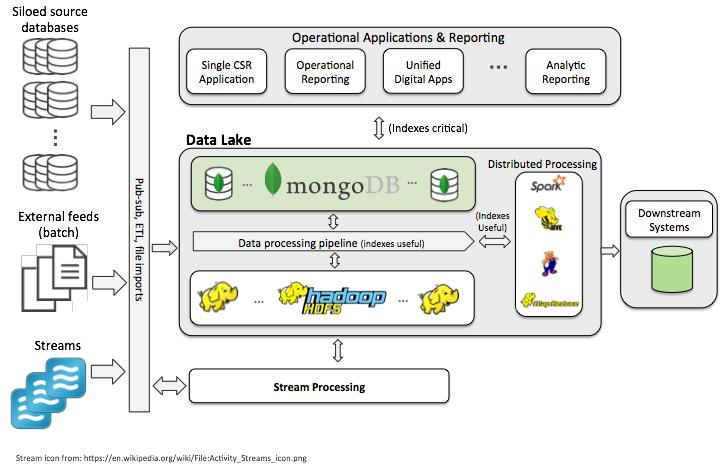 Siloed source
databases
Operational Applications & Reporting
Single CSR
Application
Operational
Reporting
Unified
Digital Apps
...
Analytic
Reporting
(Indexes critical)
Data Lake
... mongoDB ...
Distributed Processing
Spark
HIVE
Map Reduce
(Indexes
Useful)
Data processing pipeline (indexes useful)
... hadoop ...
HDFS
Downstream
Systems
Pub-sub, ETL, file imports
External feeds
(batch)
Streams
Stream Processing
Stream icon from: https://en.wikipedia.org/wiki/File:Activity_Streams_icon.png